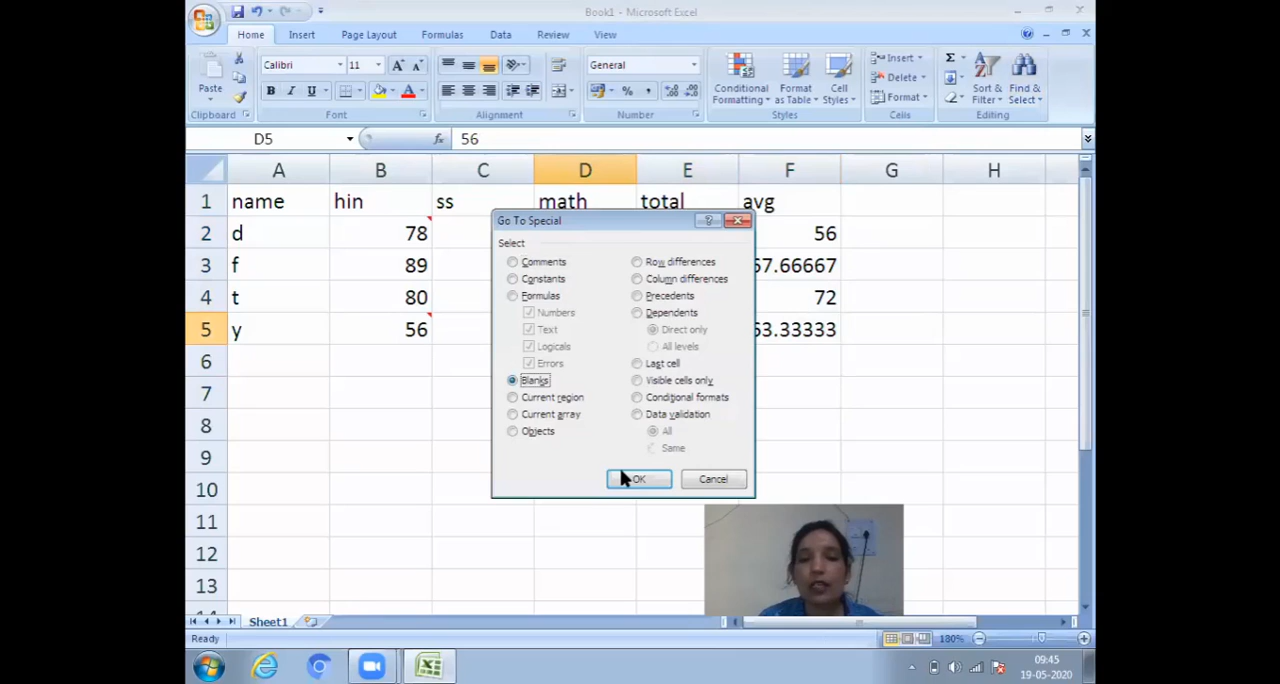 Book1 - Microsoft Excel
Home Insert Page Layout Formulas Data Review View
Paste
Calibri 11
B I U A
General
% ,
Conditional Formatting
Format as Table
Cell Styles
Insert
Delete
Format
Σ
Sort & Filter
Find & Select
Clipboard Font Alignment Number Styles Cells Editing
D5 fx 56
A B C D E F G H
1 name hin ss math total avg
2 d 78 56
3 f 89 57.66667
4 t 80 72
5 y 56 53.33333
6
7
8
9
10
11
12
13
14
Go To Special
Select
Comments Row differences
Constants Column differences
Formulas Precedents
Numbers Dependents
Text Direct only
Logicals All levels
Errors Last cell
Blanks Visible cells only
Current region Conditional formats
Current array Data validation
Objects All
Same
OK Cancel
Sheet1
Ready 180%
09:45
19-05-2020